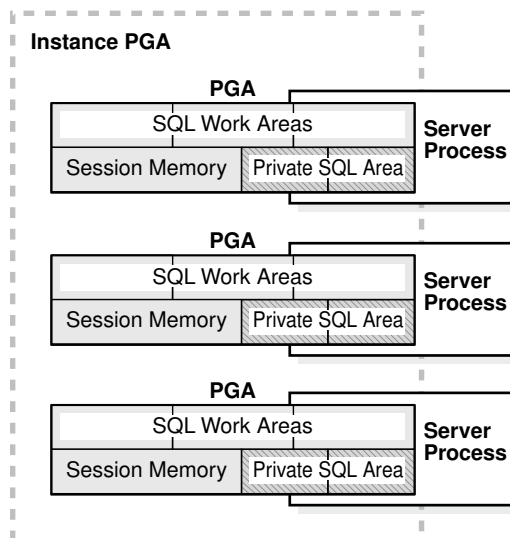 Instance PGA
PGA
SQL Work Areas
Server
Process
Session Memory
Private SQL Area
PGA
SQL Work Areas
Server
Process
Session Memory
Private SQL Area
PGA
SQL Work Areas
Server
Process
Session Memory
Private SQL Area